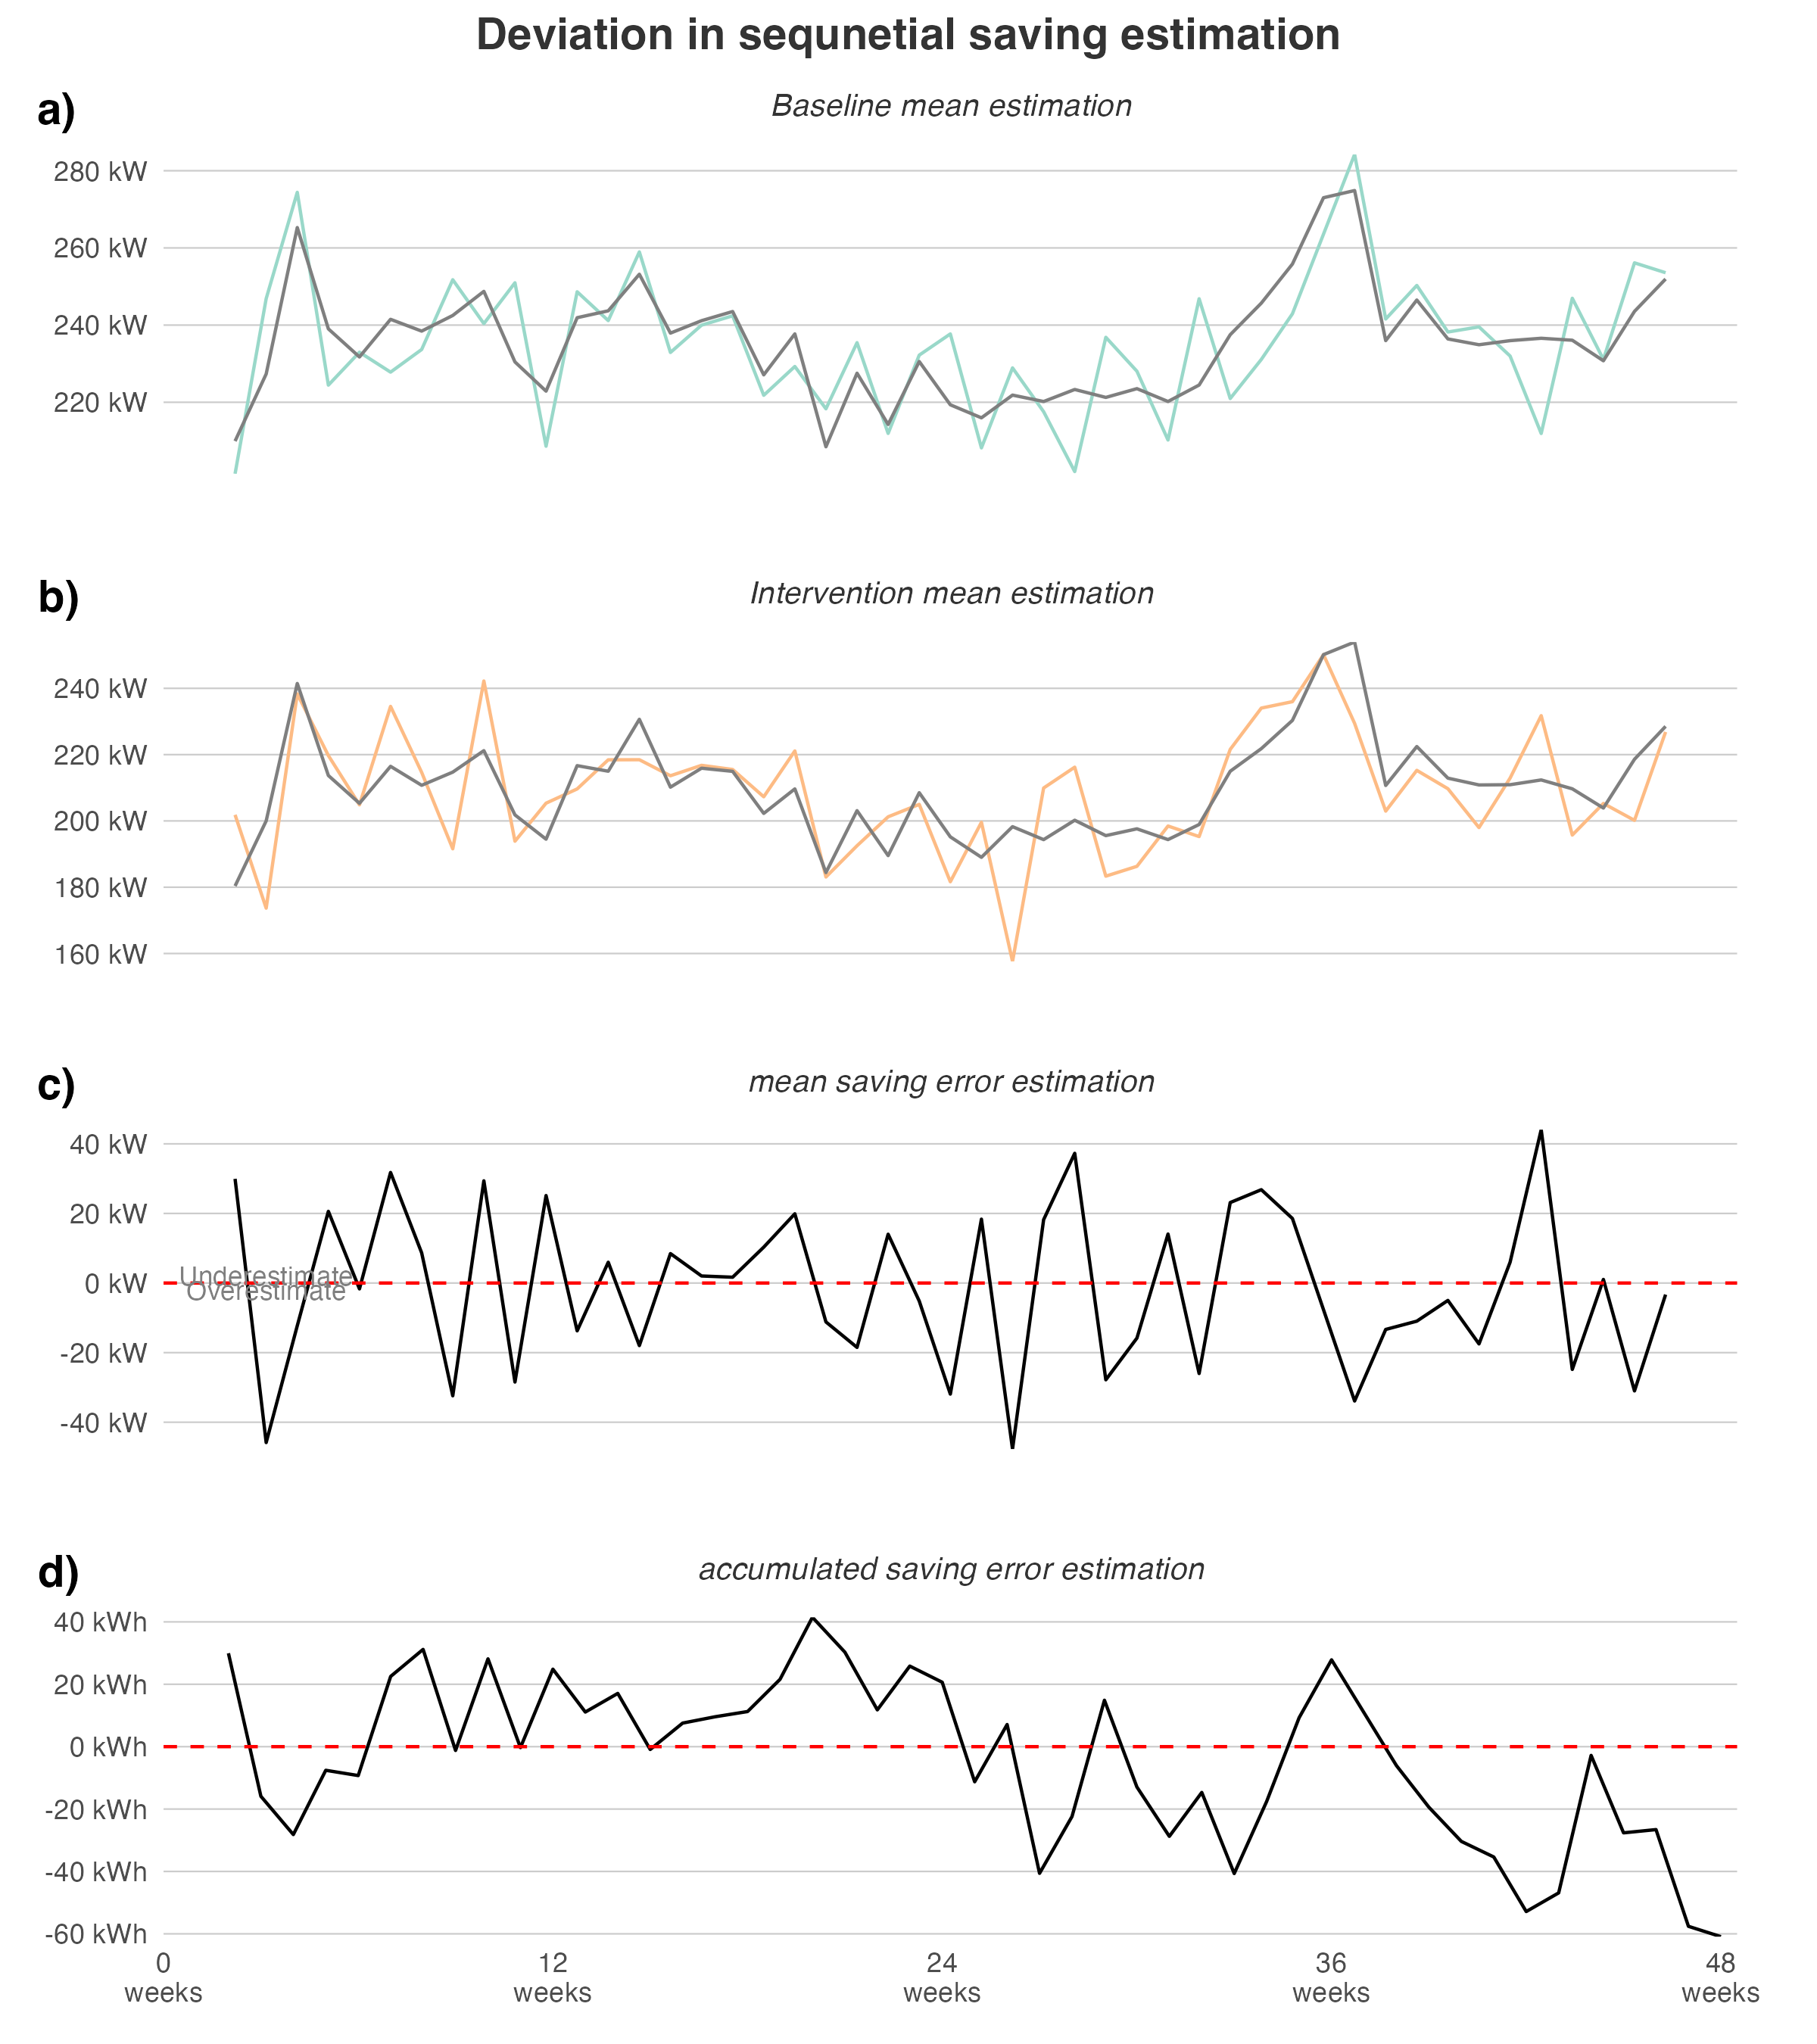 Deviation in sequnetial saving estimation
a)
Baseline mean estimation
280 kW
260 kW
240 kW
220 kW
b)
Intervention mean estimation
240 kW
220 kW
200 kW
180 kW
160 kW
c)
mean saving error estimation
40 kW
20 kW
0 kW
-20 kW
-40 kW
Underestimate
Overestimate
d)
accumulated saving error estimation
40 kWh
20 kWh
0 kWh
-20 kWh
-40 kWh
-60 kWh
0 12 24 36 48
weeks weeks weeks weeks weeks